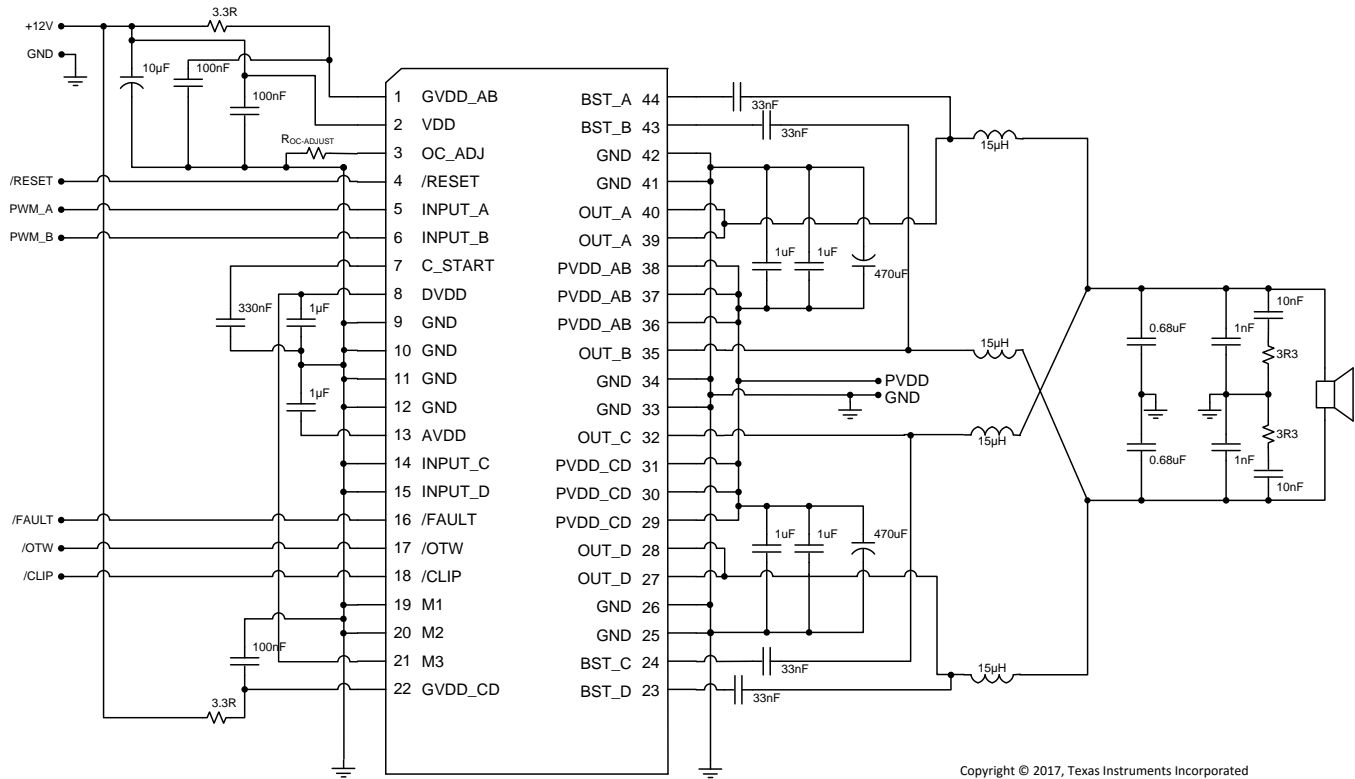 +12V
3.3R
GND
10µF
100nF
100nF
R_OC-ADJUST
/RESET
PWM_A
PWM_B
330nF
1µF
1µF
/FAULT
/OTW
/CLIP
100nF
3.3R
1 GVDD_AB
2 VDD
3 OC_ADJ
4 /RESET
5 INPUT_A
6 INPUT_B
7 C_START
8 DVDD
9 GND
10 GND
11 GND
12 GND
13 AVDD
14 INPUT_C
15 INPUT_D
16 /FAULT
17 /OTW
18 /CLIP
19 M1
20 M2
21 M3
22 GVDD_CD
BST_A 44
BST_B 43
GND 42
GND 41
OUT_A 40
OUT_A 39
PVDD_AB 38
PVDD_AB 37
PVDD_AB 36
OUT_B 35
GND 34
GND 33
OUT_C 32
PVDD_CD 31
PVDD_CD 30
PVDD_CD 29
OUT_D 28
OUT_D 27
GND 26
GND 25
BST_C 24
BST_D 23
33nF
33nF
15µH
1uF
1uF
470uF
15µH
PVDD
GND
15µH
1uF
1uF
470uF
33nF
33nF
15µH
0.68uF
1nF
10nF
3R3
0.68uF
1nF
3R3
10nF
Copyright © 2017, Texas Instruments Incorporated